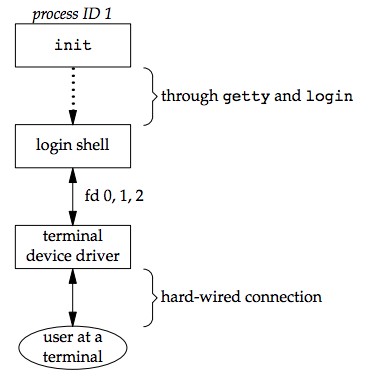 process ID 1
init
through getty and login
login shell
fd 0, 1, 2
terminal
device driver
hard-wired connection
user at a
terminal